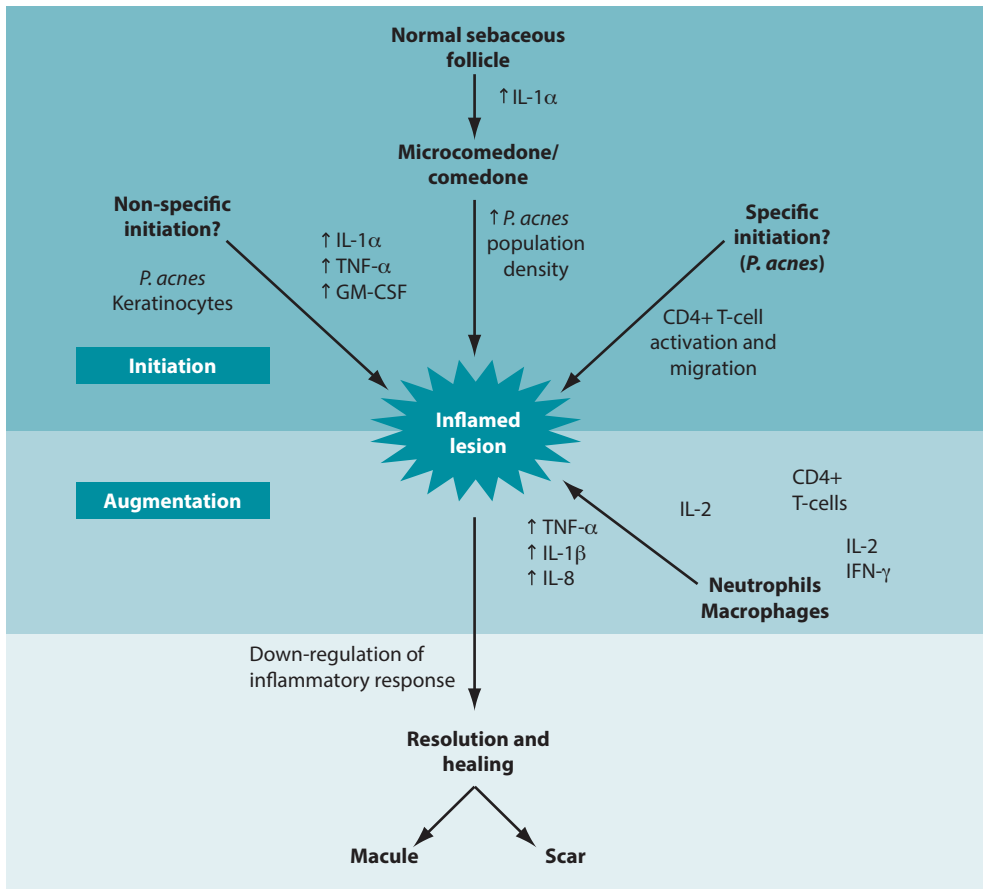 Normal sebaceous
follicle
↑ IL-1α
Microcomedone/
comedone
Non-specific
initiation?
P. acnes
Keratinocytes
↑ IL-1α
↑ TNF-α
↑ GM-CSF
↑ P. acnes
population
density
Specific
initiation?
(P. acnes)
CD4+ T-cell
activation and
migration
Initiation
Inflamed
lesion
Augmentation
↑ TNF-α
↑ IL-1β
↑ IL-8
IL-2
CD4+
T-cells
IL-2
IFN-γ
Neutrophils
Macrophages
Down-regulation of
inflammatory response
Resolution and
healing
Macule
Scar